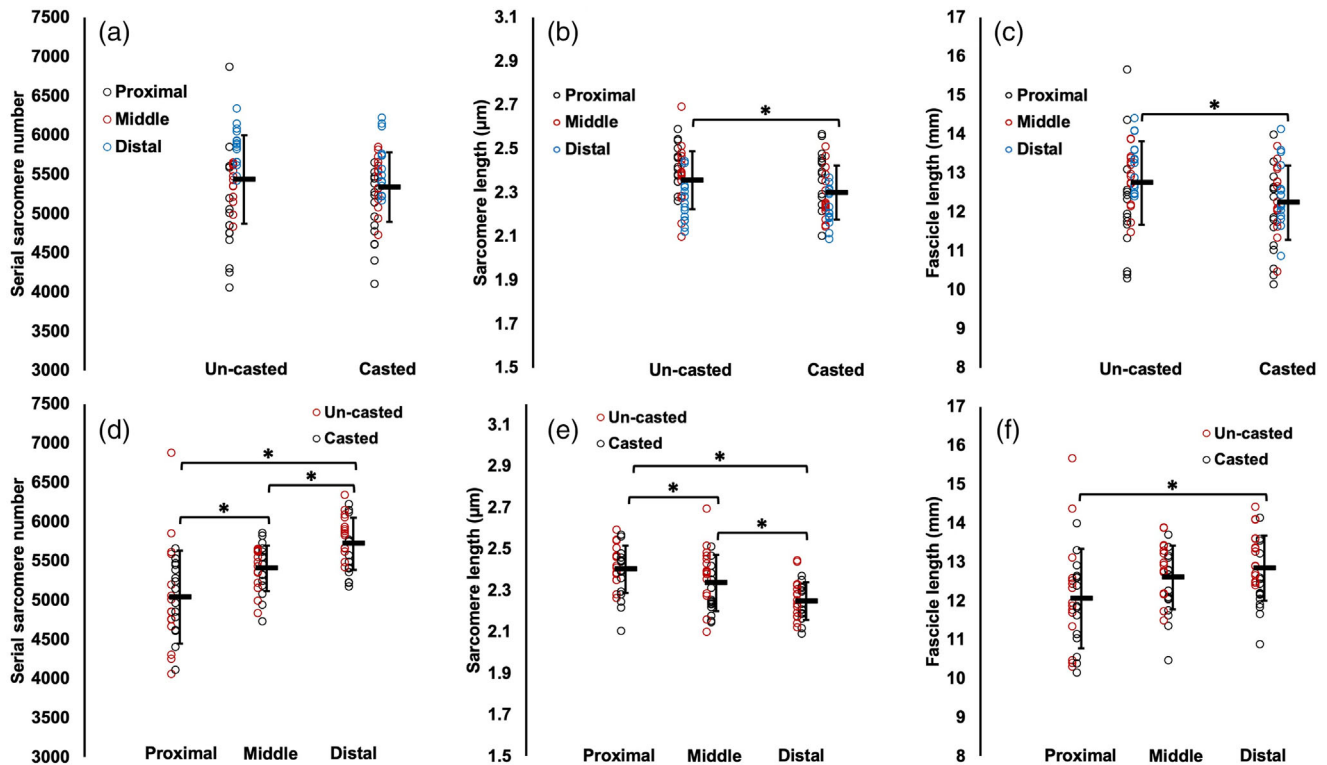 (a)
Serial sarcomere number
7500
7000
6500
6000
5500
5000
4500
4000
3500
3000
Proximal
Middle
Distal
Un-casted
Casted
(b)
Sarcomere length (µm)
3.1
2.9
2.7
2.5
2.3
2.1
1.9
1.7
1.5
Proximal
Middle
Distal
*
Un-casted
Casted
(c)
Fascicle length (mm)
17
16
15
14
13
12
11
10
9
8
Proximal
Middle
Distal
*
Un-casted
Casted
(d)
Serial sarcomere number
7500
7000
6500
6000
5500
5000
4500
4000
3500
3000
Un-casted
Casted
*
*
*
Proximal
Middle
Distal
(e)
Sarcomere length (µm)
3.1
2.9
2.7
2.5
2.3
2.1
1.9
1.7
1.5
Un-casted
Casted
*
*
*
Proximal
Middle
Distal
(f)
Fascicle length (mm)
17
16
15
14
13
12
11
10
9
8
Un-casted
Casted
*
Proximal
Middle
Distal